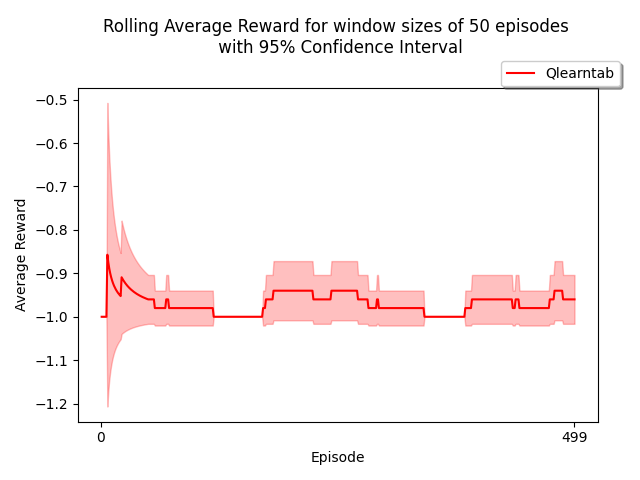 Rolling Average Reward for window sizes of 50 episodes
with 95% Confidence Interval
Qlearntab
−0.5
−0.6
−0.7
−0.8
−0.9
−1.0
−1.1
−1.2
Average Reward
0
499
Episode